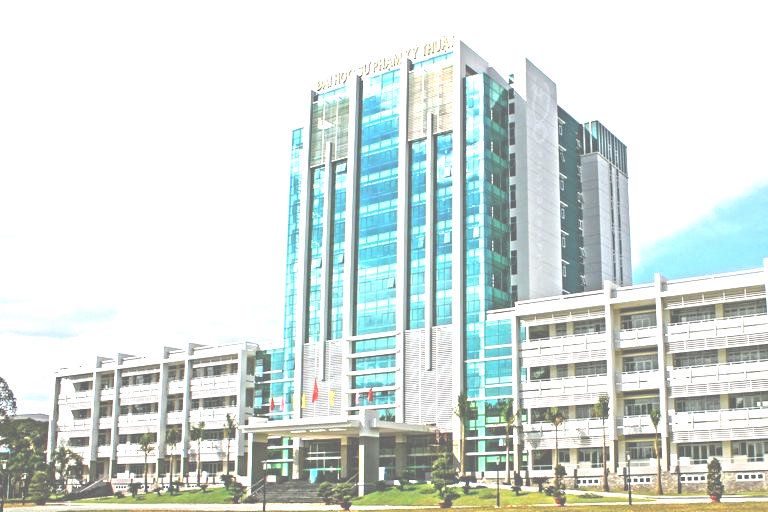 ĐẠI HỌC SƯ PHẠM KỸ THUẬT